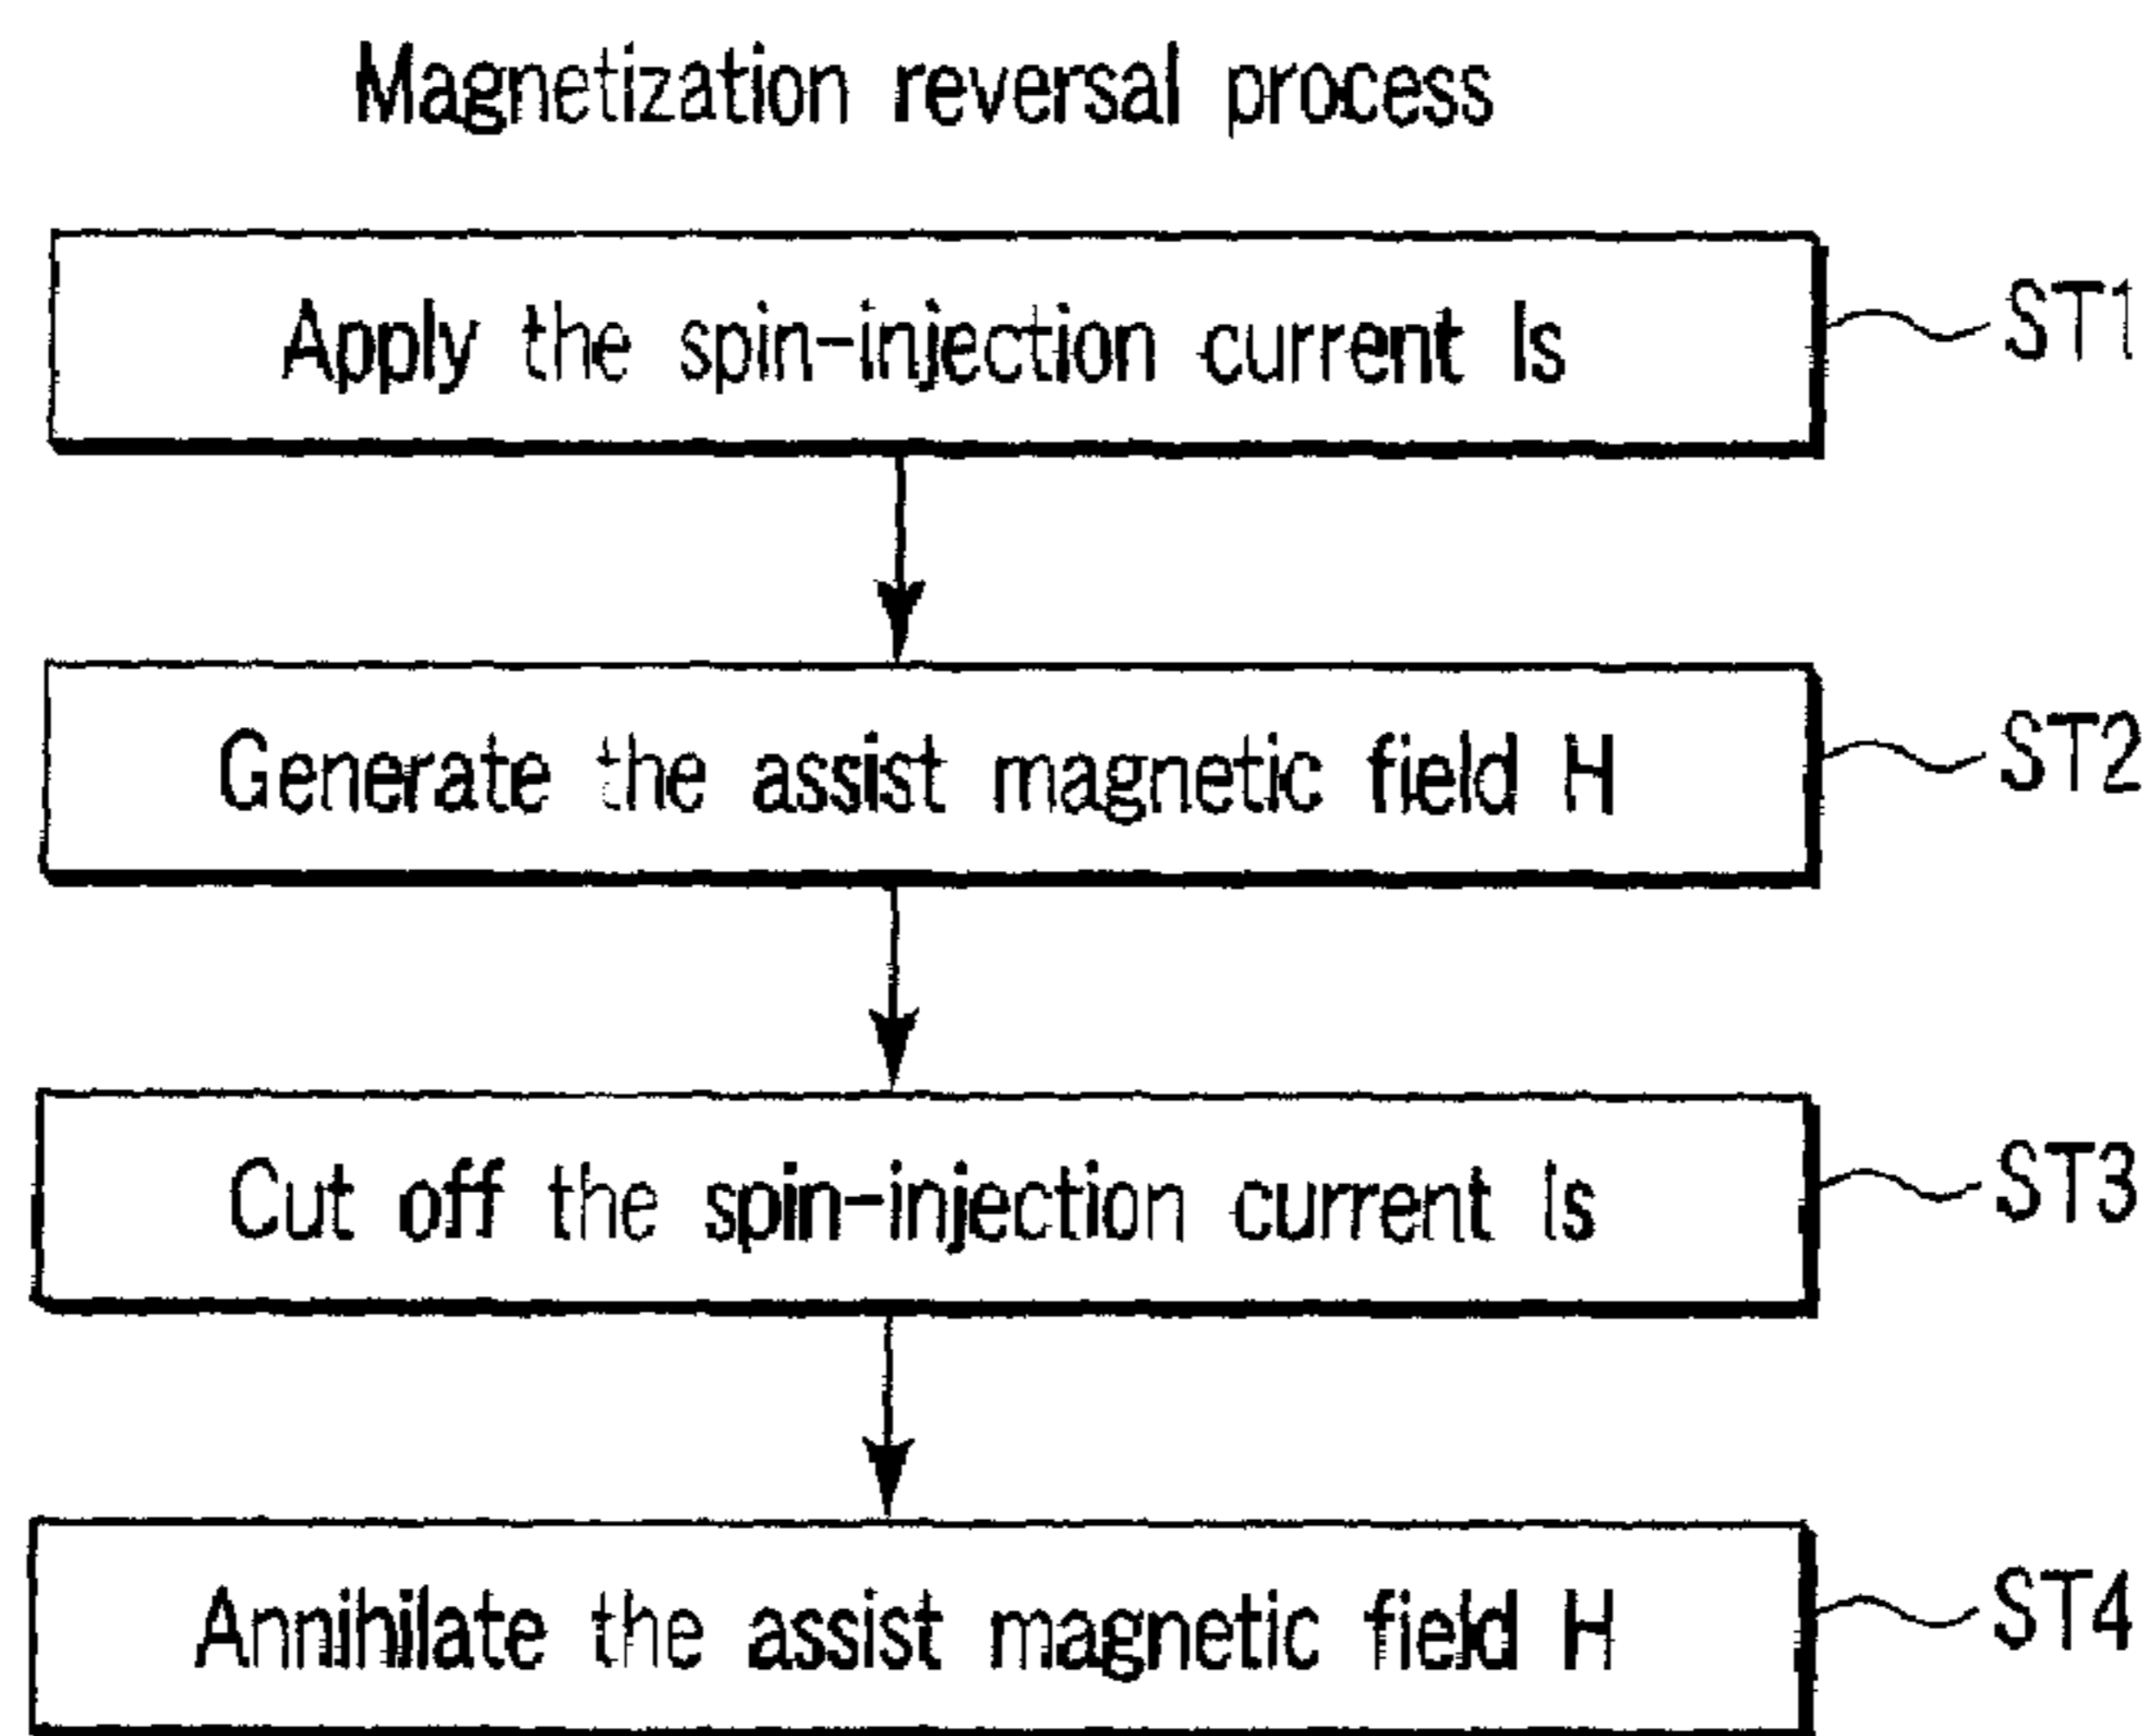 Magnetization reversal process
Apply the spin-injection current Is
ST1
Generate the assist magnetic field H
ST2
Cut off the spin-injection current Is
ST3
Annihilate the assist magnetic field H
ST4